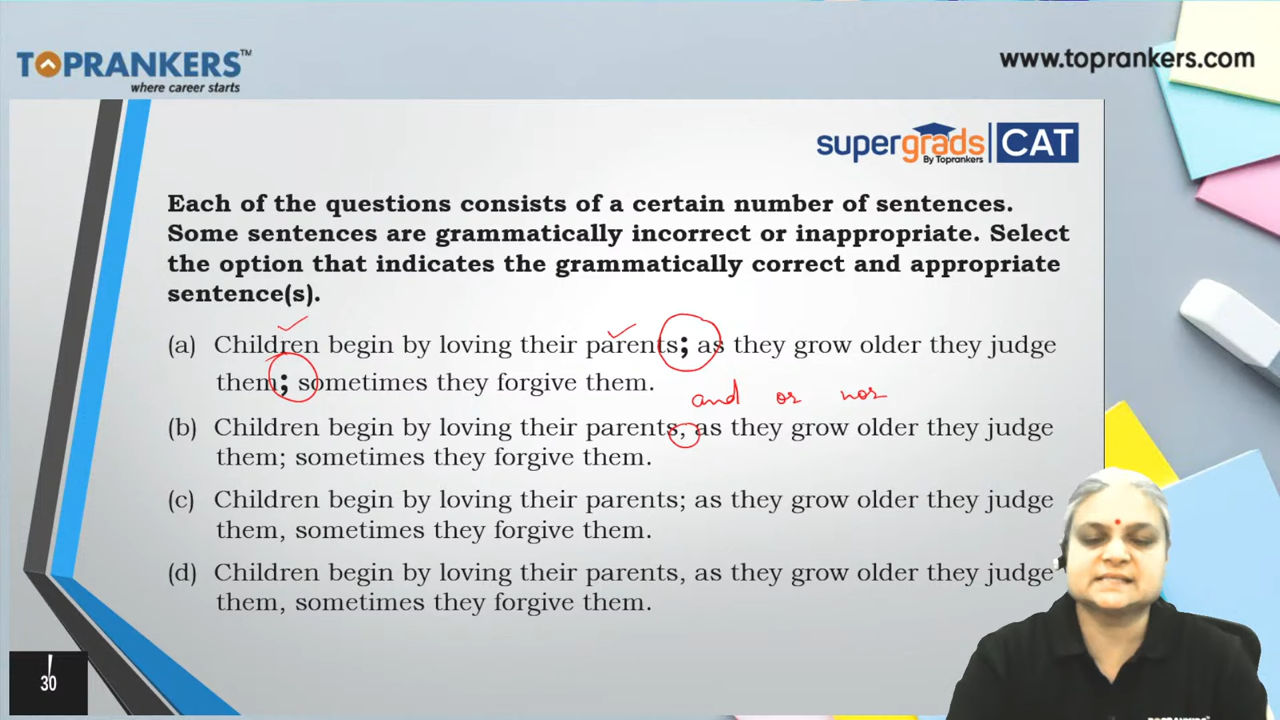 TOPRANKERS™
where career starts
www.toprankers.com
supergrads | CAT
By Toprankers
Each of the questions consists of a certain number of sentences.
Some sentences are grammatically incorrect or inappropriate. Select
the option that indicates the grammatically correct and appropriate
sentence(s).
(a) Children begin by loving their parents; as they grow older they judge
them; sometimes they forgive them.
and or nor
(b) Children begin by loving their parents, as they grow older they judge
them; sometimes they forgive them.
(c) Children begin by loving their parents; as they grow older they judge
them, sometimes they forgive them.
(d) Children begin by loving their parents, as they grow older they judge
them, sometimes they forgive them.
30